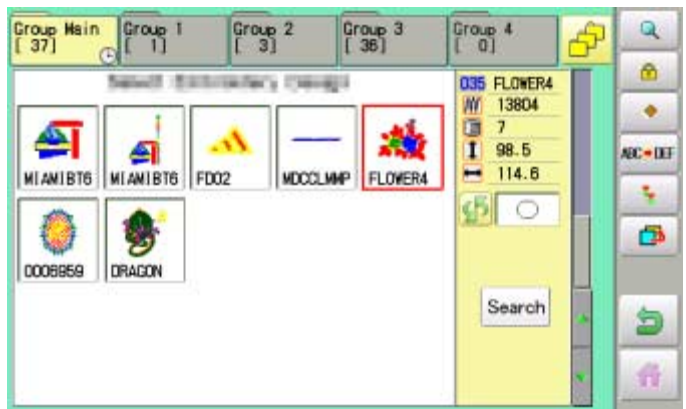 Group Main
[ 37]
Group 1
[ 1]
Group 2
[ 3]
Group 3
[ 36]
Group 4
[ 0]
MIAMIBT6
MIAMIBT6
FD02
MDCCLMMP
FLOWER4
0006959
DRAGON
035 FLOWER4
13804
7
98.5
114.6
Search
ABC DEF